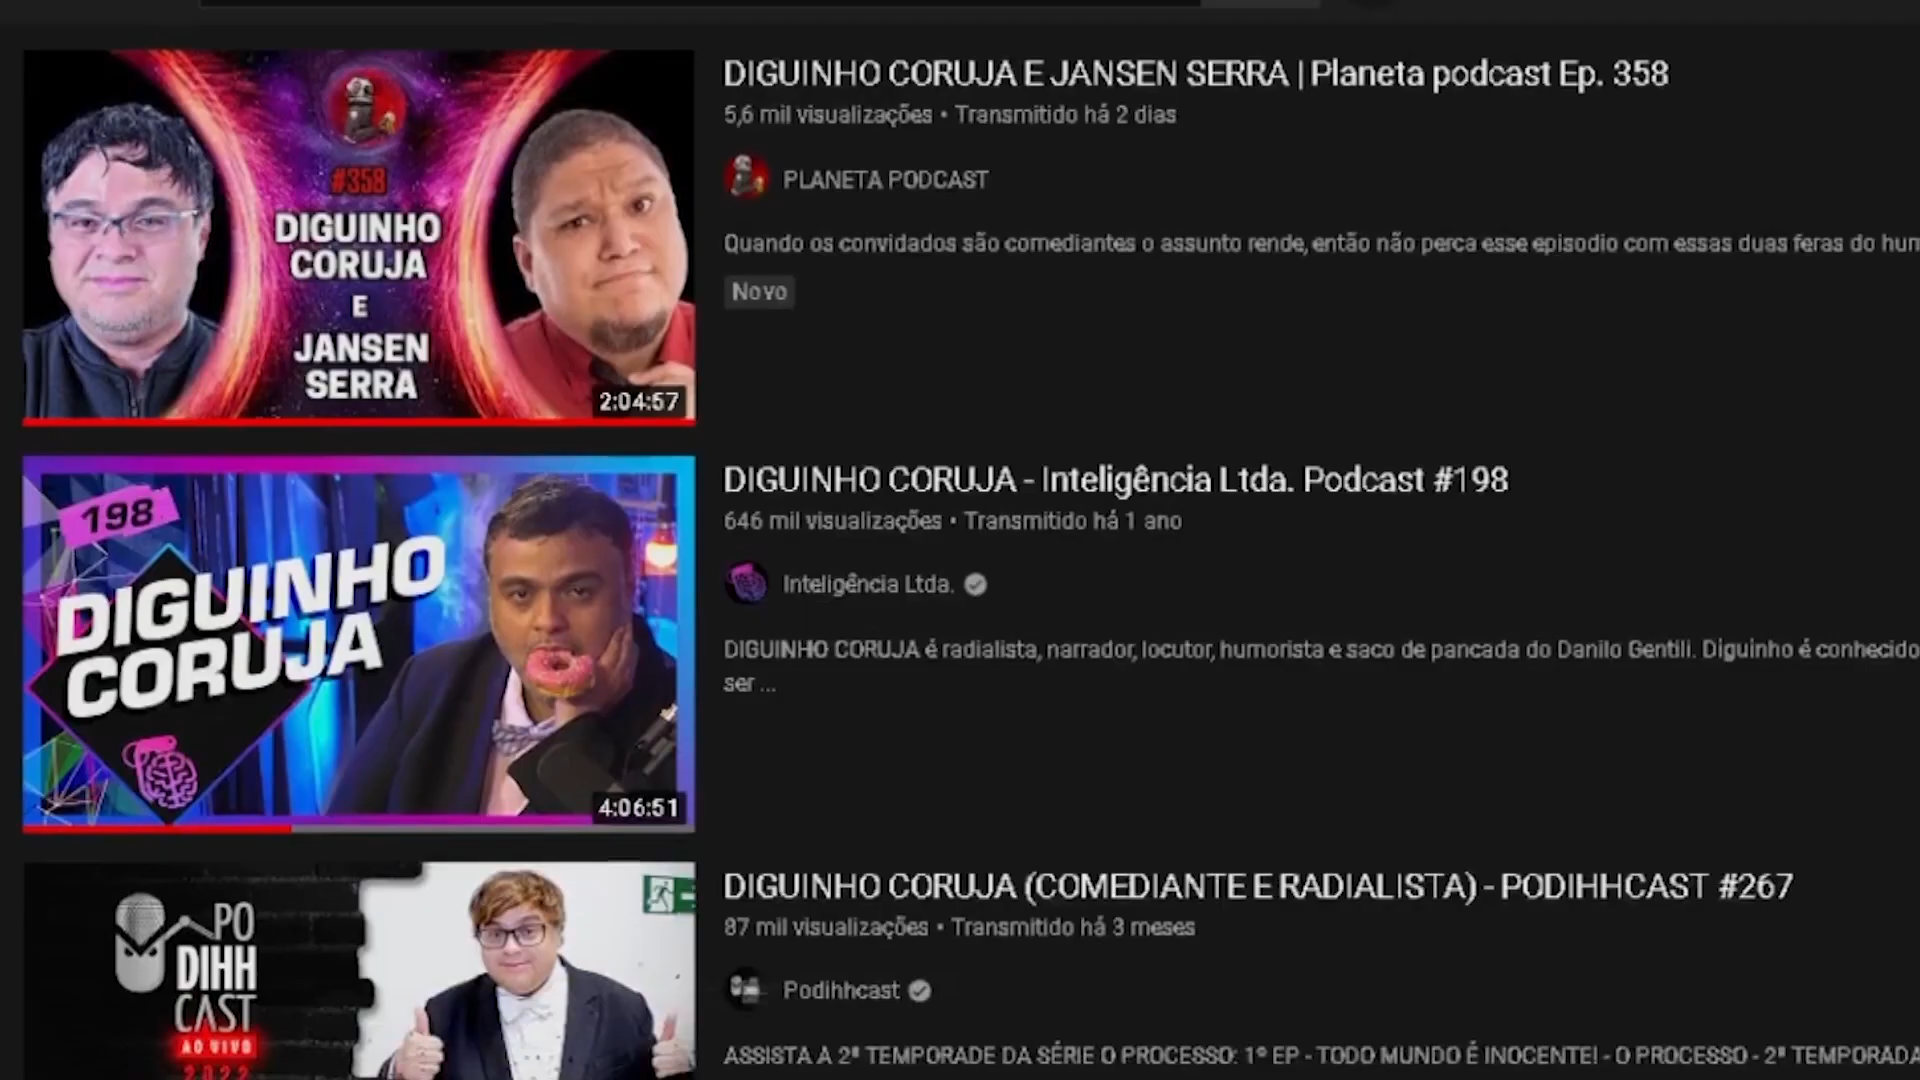 DIGUINHO CORUJA E JANSEN SERRA | Planeta podcast Ep. 358
5,6 mil visualizações • Transmitido há 2 dias
#358
PLANETA PODCAST
DIGUINHO
CORUJA
E
JANSEN
SERRA
Quando os convidados são comediantes o assunto rende, então não perca esse episodio com essas duas feras do hum
Novo
2:04:57
DIGUINHO CORUJA - Inteligência Ltda. Podcast #198
5646 mil visualizações • Transmitido há 1 ano
198
Inteligência Ltda.
DIGUINHO
CORUJA
DIGUINHO CORUJA é radialista, narrador, locutor, humorista e saco de pancada do Danilo Gentili. Diguinho é conhecido
ser ...
4:06:51
DIGUINHO CORUJA (COMEDIANTE E RADIALISTA) - PODIHHCAST #267
87 mil visualizações • Transmitido há 3 meses
PO
DIHH
CAST
AO VIVO
2022
Podihhcast
ASSISTA A 2ª TEMPORADE DA SÉRIE O PROCESSO: 1º EP - TODO MUNDO É INOCENTE! - O PROCESSO - 2ª TEMPORADA